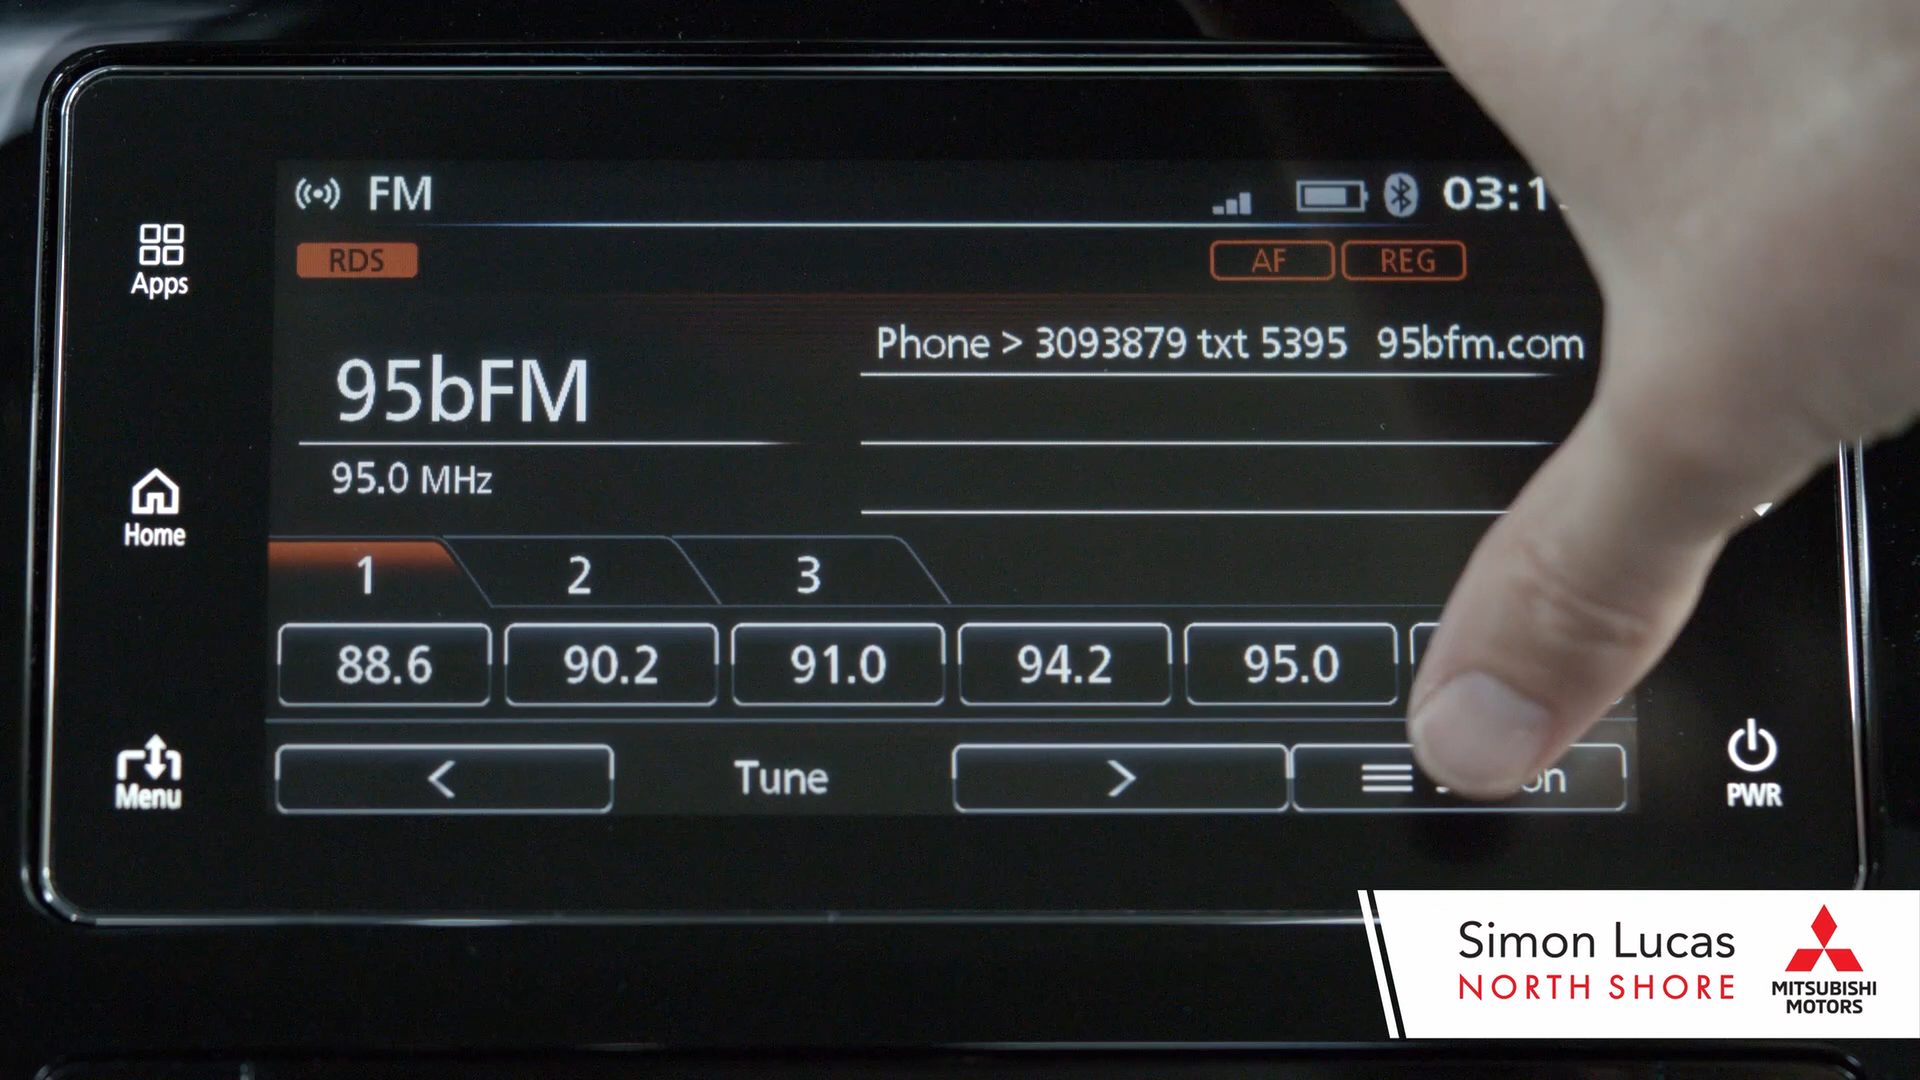 FM
03:1
RDS
AF REG
Apps
Phone > 3093879 txt 5395 95bfm.com
95bFM
95.0 MHz
Home
1 2 3
88.6 90.2 91.0 94.2 95.0
< Tune >
Menu
PWR
Simon Lucas
NORTH SHORE
MITSUBISHI
MOTORS